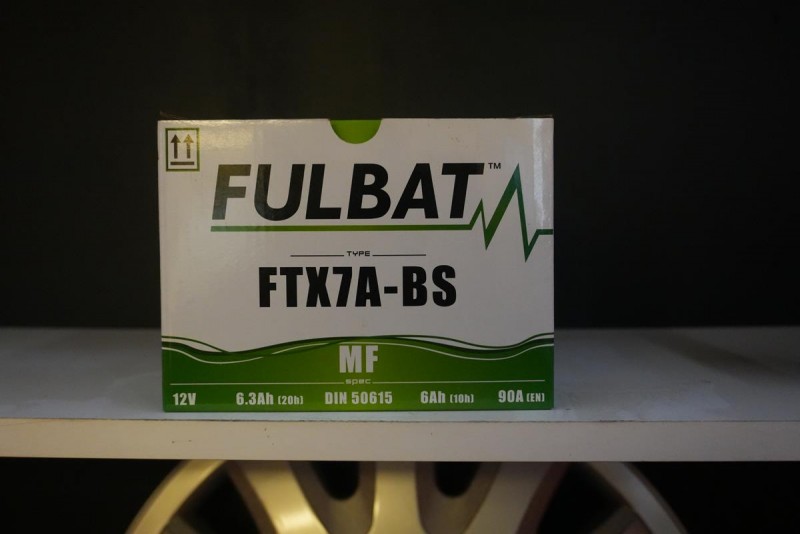 FULBAT™
TYPE
FTX7A-BS
MF
spec
12V 6.3Ah (20h) DIN 50615 6Ah (10h) 90A (EN)